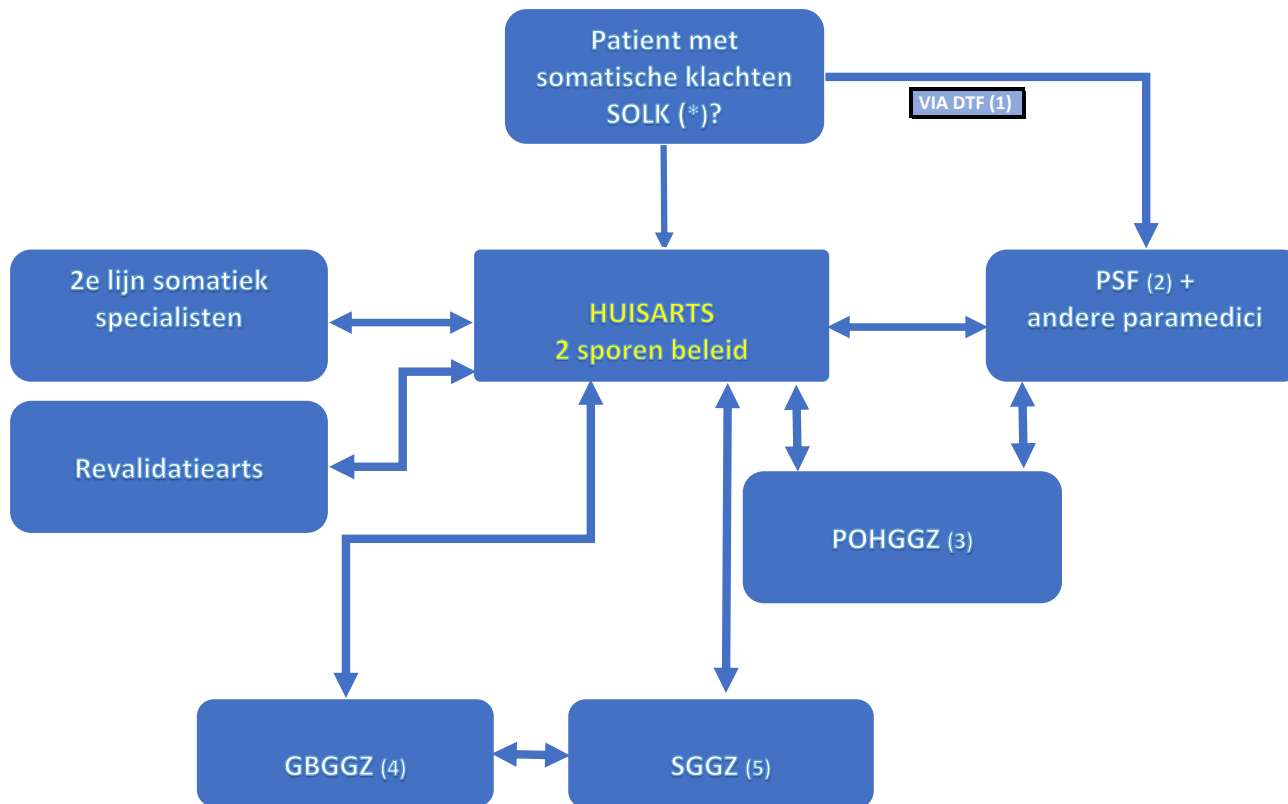 Patient met
somatische klachten
SOLK (*)?
VIA DTF (1)
2e lijn somatiek
specialisten
HUISARTS
2 sporen beleid
PSF (2) +
andere paramedici
Revalidatiearts
POHGGZ (3)
GBGGZ (4)
SGGZ (5)